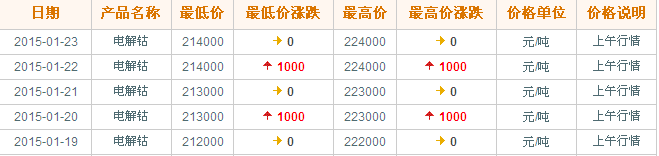 日期 产品名称 最低价 最低价涨跌 最高价 最高价涨跌 价格单位 价格说明
2015-01-23 电解钴 214000 0 224000 0 元/吨 上午行情
2015-01-22 电解钴 214000 1000 224000 1000 元/吨 上午行情
2015-01-21 电解钴 213000 0 223000 0 元/吨 上午行情
2015-01-20 电解钴 213000 1000 223000 1000 元/吨 上午行情
2015-01-19 电解钴 212000 0 222000 0 元/吨 上午行情